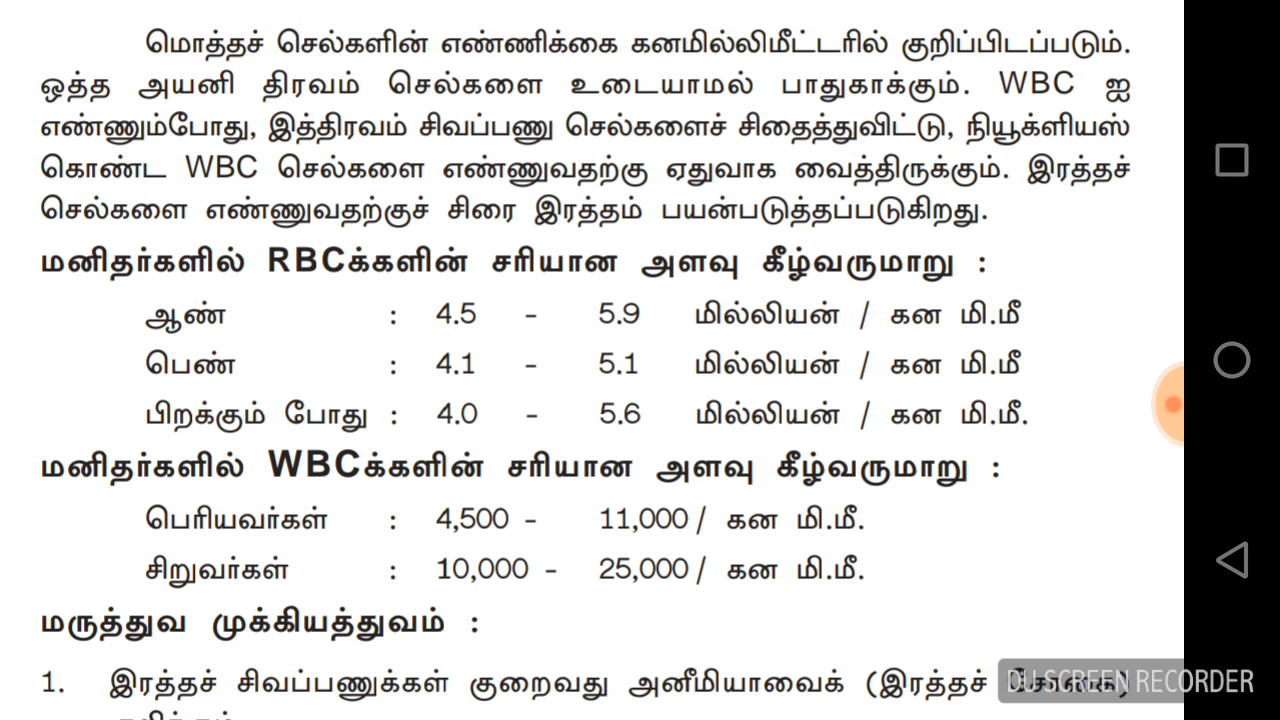 மொத்தச் செல்களின் எண்ணிக்கை கனமில்லிமீட்டரில் குறிப்பிடப்படும்.
ஒத்த அயனி திரவம் செல்களை உடையாமல் பாதுகாக்கும். WBC ஐ
எண்ணும்போது, இத்திரவம் சிவப்பணு செல்களைச் சிதைத்துவிட்டு, நியூக்ளியஸ்
கொண்ட WBC செல்களை எண்ணுவதற்கு ஏதுவாக வைத்திருக்கும். இரத்தச்
செல்களை எண்ணுவதற்குச் சிரை இரத்தம் பயன்படுத்தப்படுகிறது.
மனிதர்களில் RBCக்களின் சரியான அளவு கீழ்வருமாறு :
ஆண் : 4.5 - 5.9 மில்லியன் / கன மி.மீ
பெண் : 4.1 - 5.1 மில்லியன் / கன மி.மீ
பிறக்கும் போது : 4.0 - 5.6 மில்லியன் / கன மி.மீ.
மனிதர்களில் WBCக்களின் சரியான அளவு கீழ்வருமாறு :
பெரியவர்கள் : 4,500 - 11,000 / கன மி.மீ.
சிறுவர்கள் : 10,000 - 25,000 / கன மி.மீ.
மருத்துவ முக்கியத்துவம் :
1. இரத்தச் சிவப்பணுக்கள் குறைவது அனீமியாவைக் (இரத்தச் சோகை)
DU SCREEN RECORDER